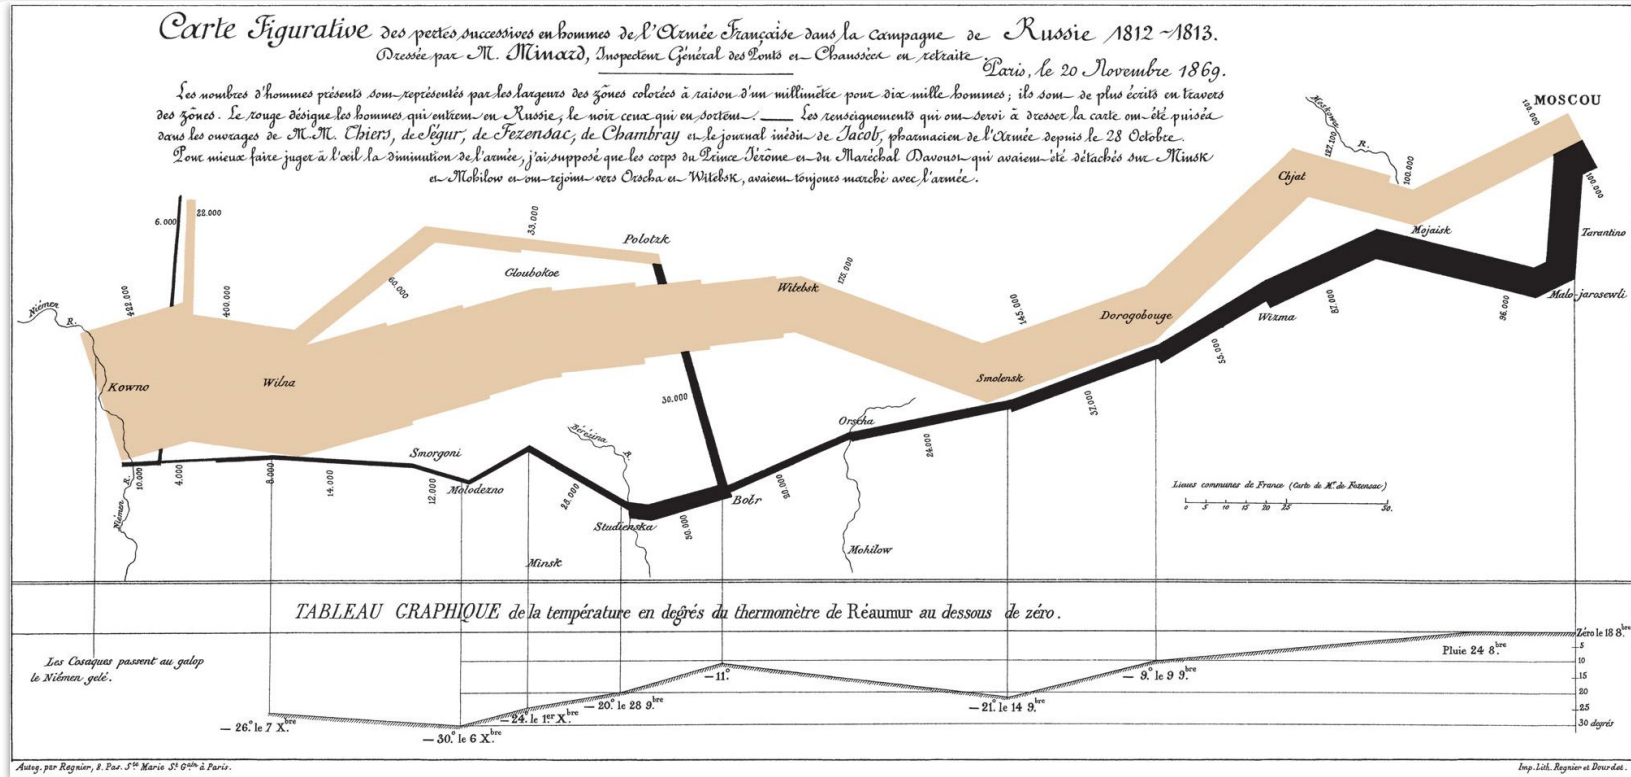 Carte Figurative des pertes successives en hommes de l'Armée Française dans la campagne de Russie 1812~1813.
Dressée par M. Minard, Inspecteur Général des Ponts et Chaussées en retraite.
Paris, le 20 Novembre 1869.
Les nombres d'hommes présents sont représentés par les largeurs des zônes colorées à raison d'un millimètre pour dix mille hommes; ils sont de plus écrits en travers
des zônes. Le rouge désigne les hommes qui entrent en Russie, le noir ceux qui en sortent. Les renseignements qui ont servi à dresser la carte ont été puisés
dans les ouvrages de M.M. Thiers, de Ségur, de Fezensac, de Chambray et le journal inédit de Jacob, pharmacien de l'Armée depuis le 28 Octobre.
Pour mieux faire juger à l'œil la diminution de l'armée, j'ai supposé que les corps du Prince Jérôme et du Maréchal Davoust qui avaient été détachés sur Minsk
et Mohilow et ont rejoint vers Orscha et Witebsk, avaient toujours marché avec l'armée.
MOSCOU
100.000
Moskowa
R.
127.100
100.000
100.000
Chjat
Mojaisk
Tarantino
Malo-jarosewli
6.000
22.000
33.000
Polotzk
Gloubokoe
60.000
175.000
Witebsk
Niémen
R.
422.000
400.000
145.000
Dorogobouge
Wizma
87.000
96.000
55.000
Kowno
Wilna
Smolensk
37.000
30.000
Orscha
24.000
Bérézina
R.
Smorgoni
Molodezno
10.000
4.000
8.000
14.000
12.000
28.000
Studienska
50.000
Bobr
20.000
Niémen R.
Minsk
Mohilow
Lieues communes de France (Carte de M. de Fezensac)
0 5 10 15 20 25 50.
TABLEAU GRAPHIQUE de la température en degrés du thermomètre de Réaumur au dessous de zéro.
Les Cosaques passent au galop
le Niémen gelé.
Zéro le 18 8.bre
Pluie 24 8.bre
5
10
15
20
25
30 degrés
— 9.° le 9 9.bre
— 21.° le 14 9.bre
— 11.°
— 20.° le 28 9.bre
— 24.° le 1.er X.bre
— 30.° le 6 X.bre
— 26.° le 7 X.bre
Autog. par Regnier, 8. Pas. S.te Marie S.t G.ain à Paris.
Imp. Lith. Regnier et Dourdet.